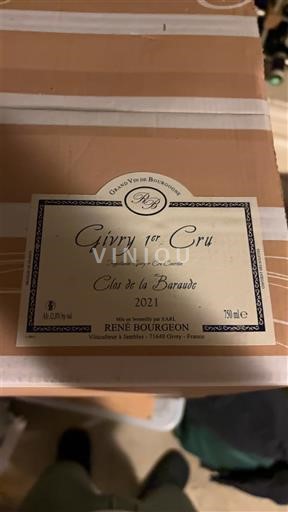 GRAND VIN DE BOURGOGNE
RB
Givry 1er Cru
VINIOU
Clos de la Baraude
2021
Mis en bouteille par EARL
750 ml e
RENÉ BOURGEON
Viticulteur à Jambles - 71640 Givry - France